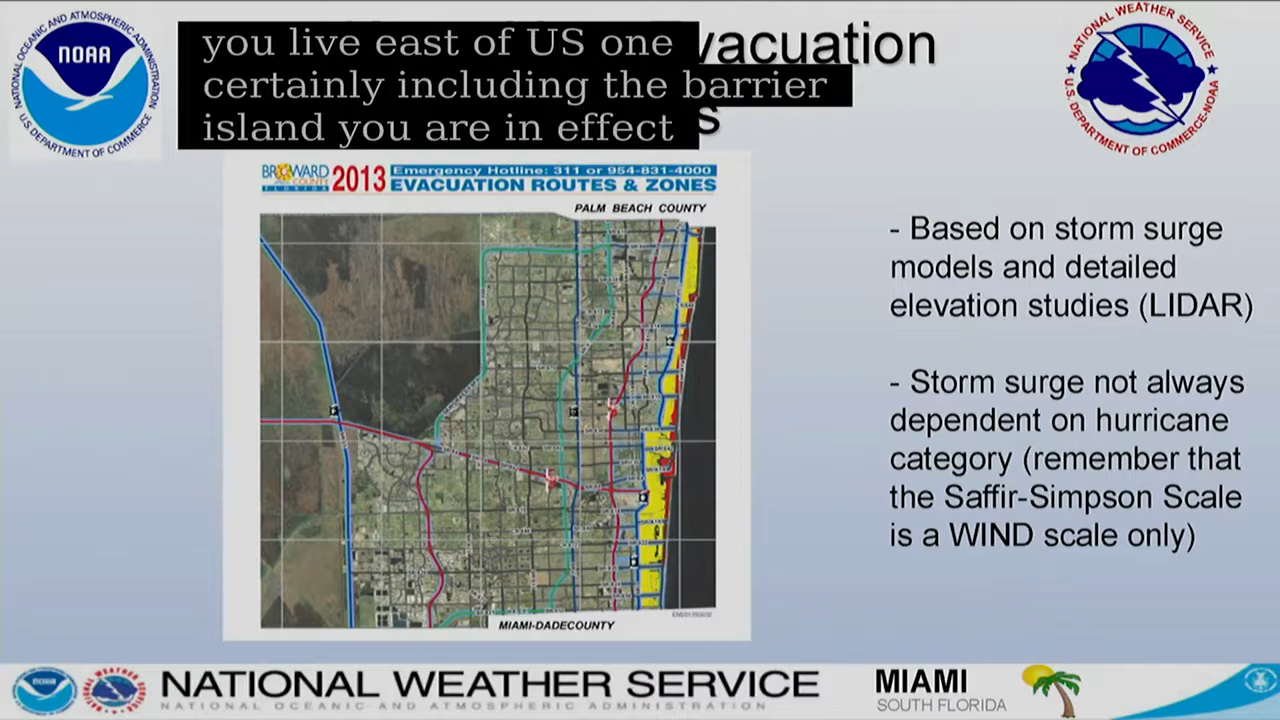 you live east of US one
certainly including the barrier
island you are in effect
vacuation
s
NATIONAL OCEANIC AND ATMOSPHERIC ADMINISTRATION
NOAA
U.S. DEPARTMENT OF COMMERCE
NATIONAL WEATHER SERVICE
U.S. DEPARTMENT OF COMMERCE-NOAA
BROWARD
COUNTY
FLORIDA
2013
Emergency Hotline: 311 or 954-831-4000
EVACUATION ROUTES & ZONES
PALM BEACH COUNTY
MIAMI-DADECOUNTY
- Based on storm surge
models and detailed
elevation studies (LIDAR)
- Storm surge not always
dependent on hurricane
category (remember that
the Saffir-Simpson Scale
is a WIND scale only)
NATIONAL WEATHER SERVICE
NATIONAL OCEANIC AND ATMOSPHERIC ADMINISTRATION
MIAMI
SOUTH FLORIDA